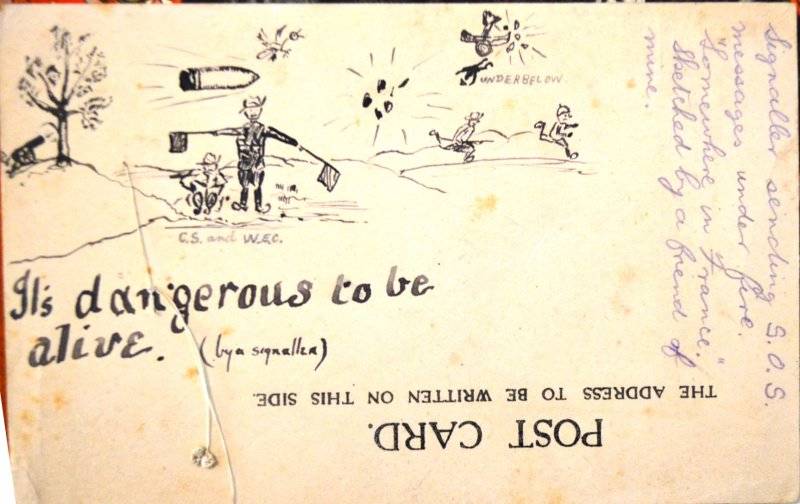 UNDERBELOW
C.S. and W.E.C.
It's dangerous to be
alive. (by a signaller)
Signaller sending S.O.S.
messages under fire.
"Somewhere in France."
Sketched by a friend of
mine.
POST CARD.
THE ADDRESS TO BE WRITTEN ON THIS SIDE.